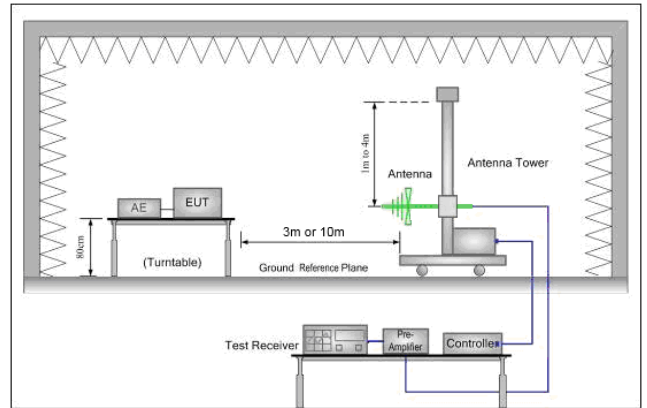 1m to 4m
Antenna
Antenna Tower
AE
EUT
3m or 10m
80cm
(Turntable)
Ground Reference Plane
Test Receiver
Pre-
Amplifier
Controller